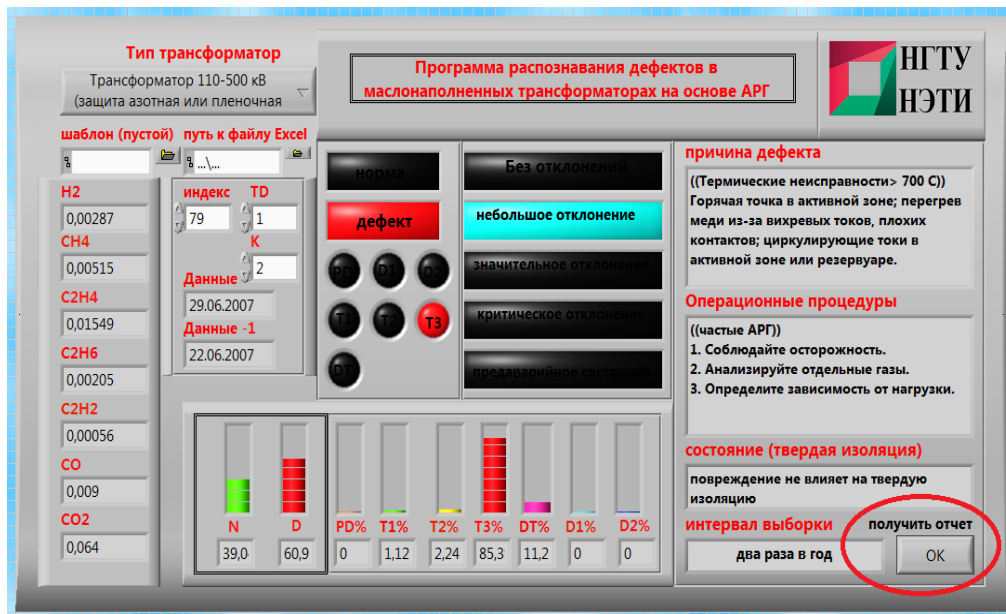 Тип трансформатор
Трансформатор 110-500 кВ
(защита азотная или пленочная
Программа распознавания дефектов в
маслонаполненных трансформаторах на основе АРГ
НГТУ
НЭТИ
шаблон (пустой)
путь к файлу Excel
...\...
H2
0,00287
CH4
0,00515
C2H4
0,01549
C2H6
0,00205
C2H2
0,00056
CO
0,009
CO2
0,064
индекс
TD
79
1
K
2
Данные
29.06.2007
Данные -1
22.06.2007
норма
дефект
PD
D1
D2
T1
T2
T3
DT
Без отклонений
небольшое отклонение
значительное отклонение
критическое отклонение
предаварийное состояние
причина дефекта
((Термические неисправности> 700 С))
Горячая точка в активной зоне; перегрев
меди из-за вихревых токов, плохих
контактов; циркулирующие токи в
активной зоне или резервуаре.
Операционные процедуры
((частые АРГ))
1. Соблюдайте осторожность.
2. Анализируйте отдельные газы.
3. Определите зависимость от нагрузки.
состояние (твердая изоляция)
повреждение не влияет на твердую
изоляцию
интервал выборки
два раза в год
получить отчет
OK
N
D
PD%
T1%
T2%
T3%
DT%
D1%
D2%
39,0
60,9
0
1,12
2,24
85,3
11,2
0
0